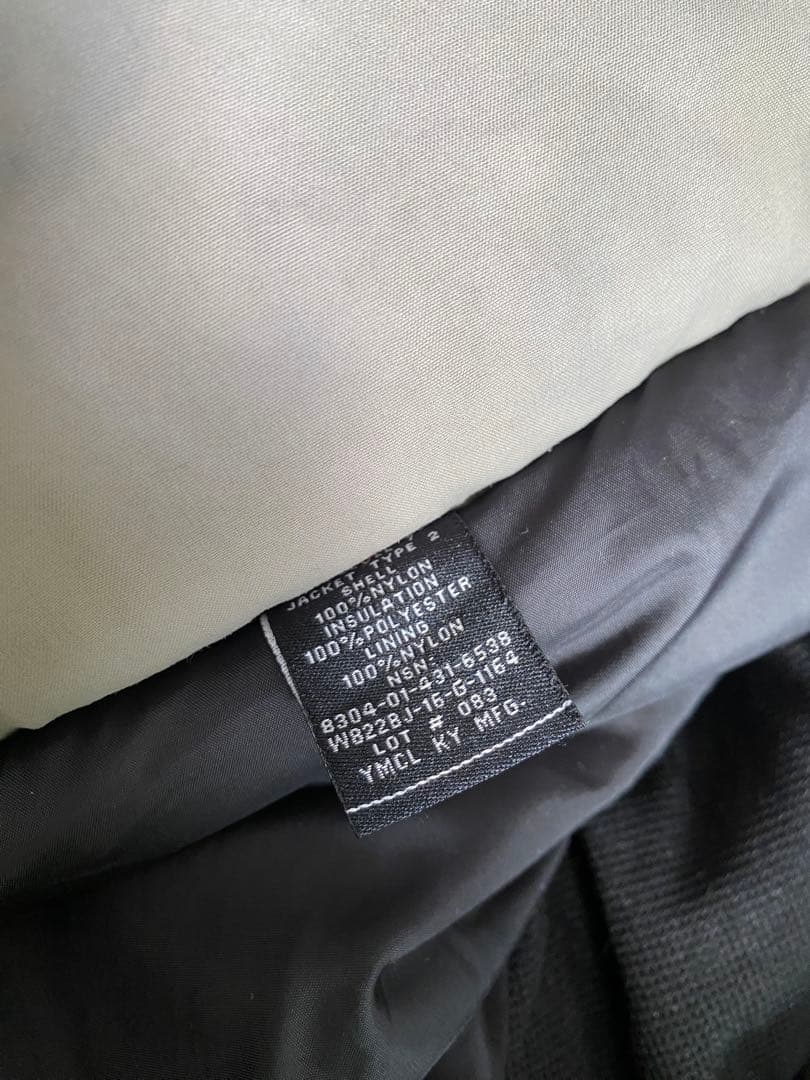 JACKET TYPE 2
SHELL
100%NYLON
INSULATION
100%POLYESTER
LINING
100%NYLON
NSN-
8304-01-431-6538
W822BJ-16-G-1164
LOT # 083
YMCL KY MFG.